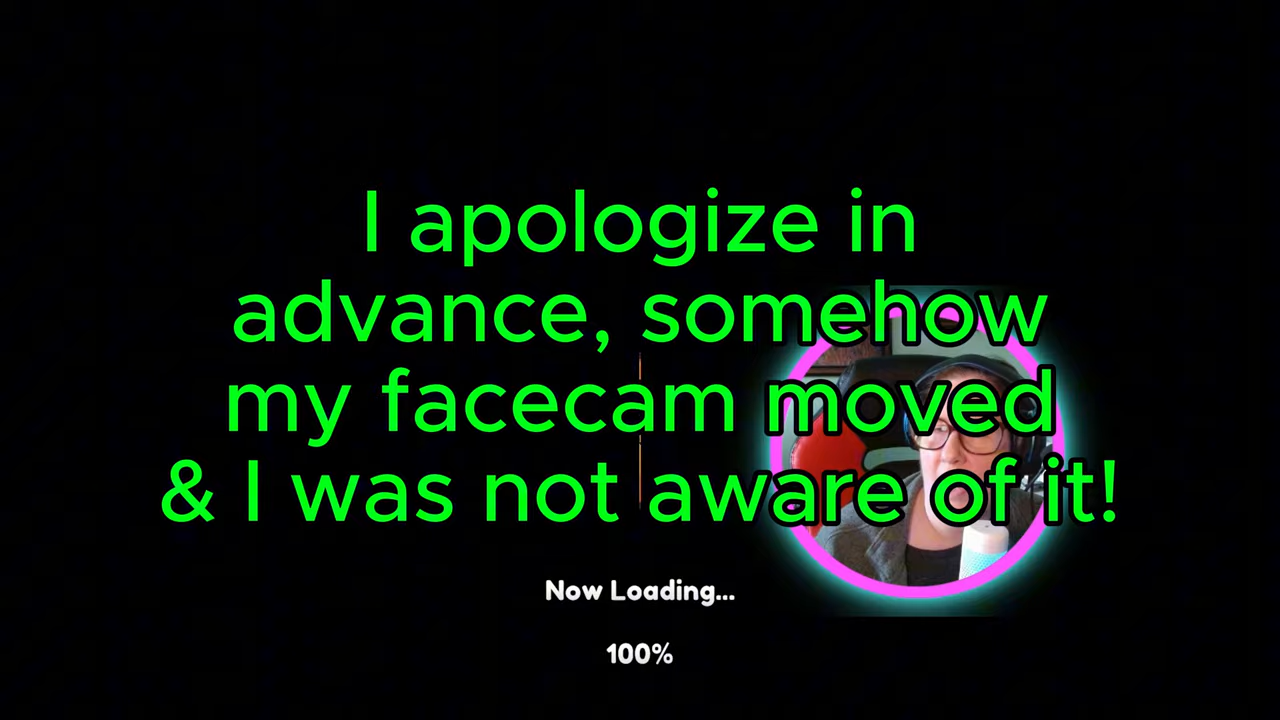 I apologize in
advance, somehow
my facecam moved
& I was not aware of it!
Now Loading...
100%